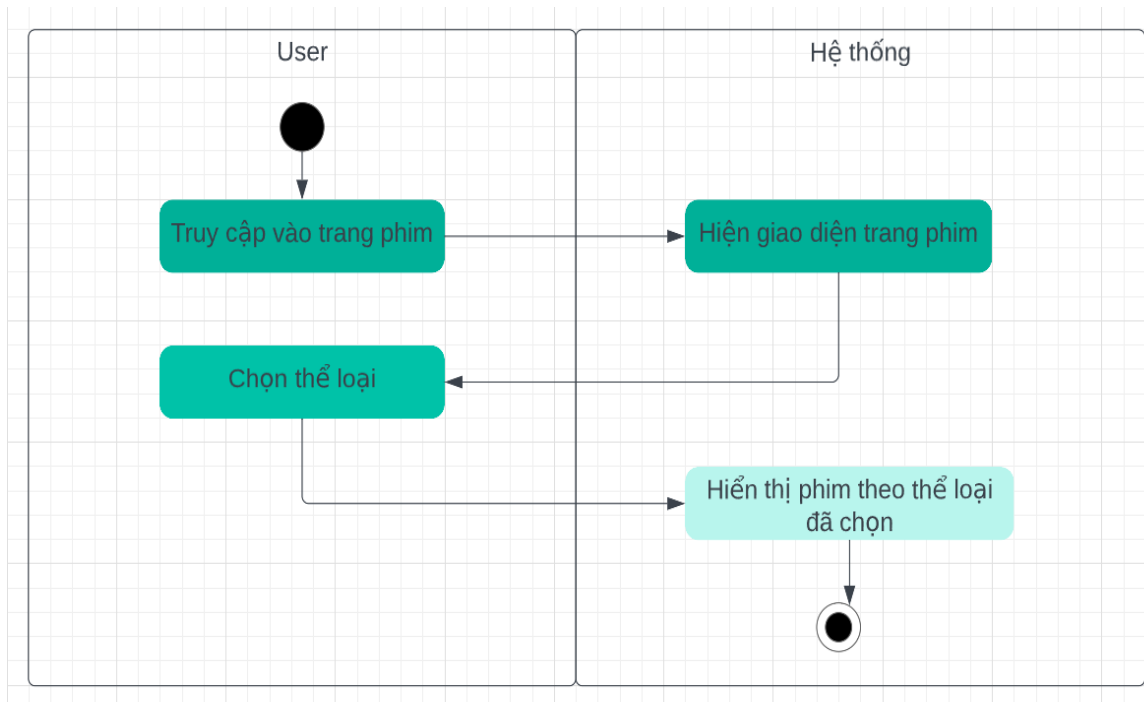 User
Hệ thống
Truy cập vào trang phim
Hiện giao diện trang phim
Chọn thể loại
Hiển thị phim theo thể loại
đã chọn